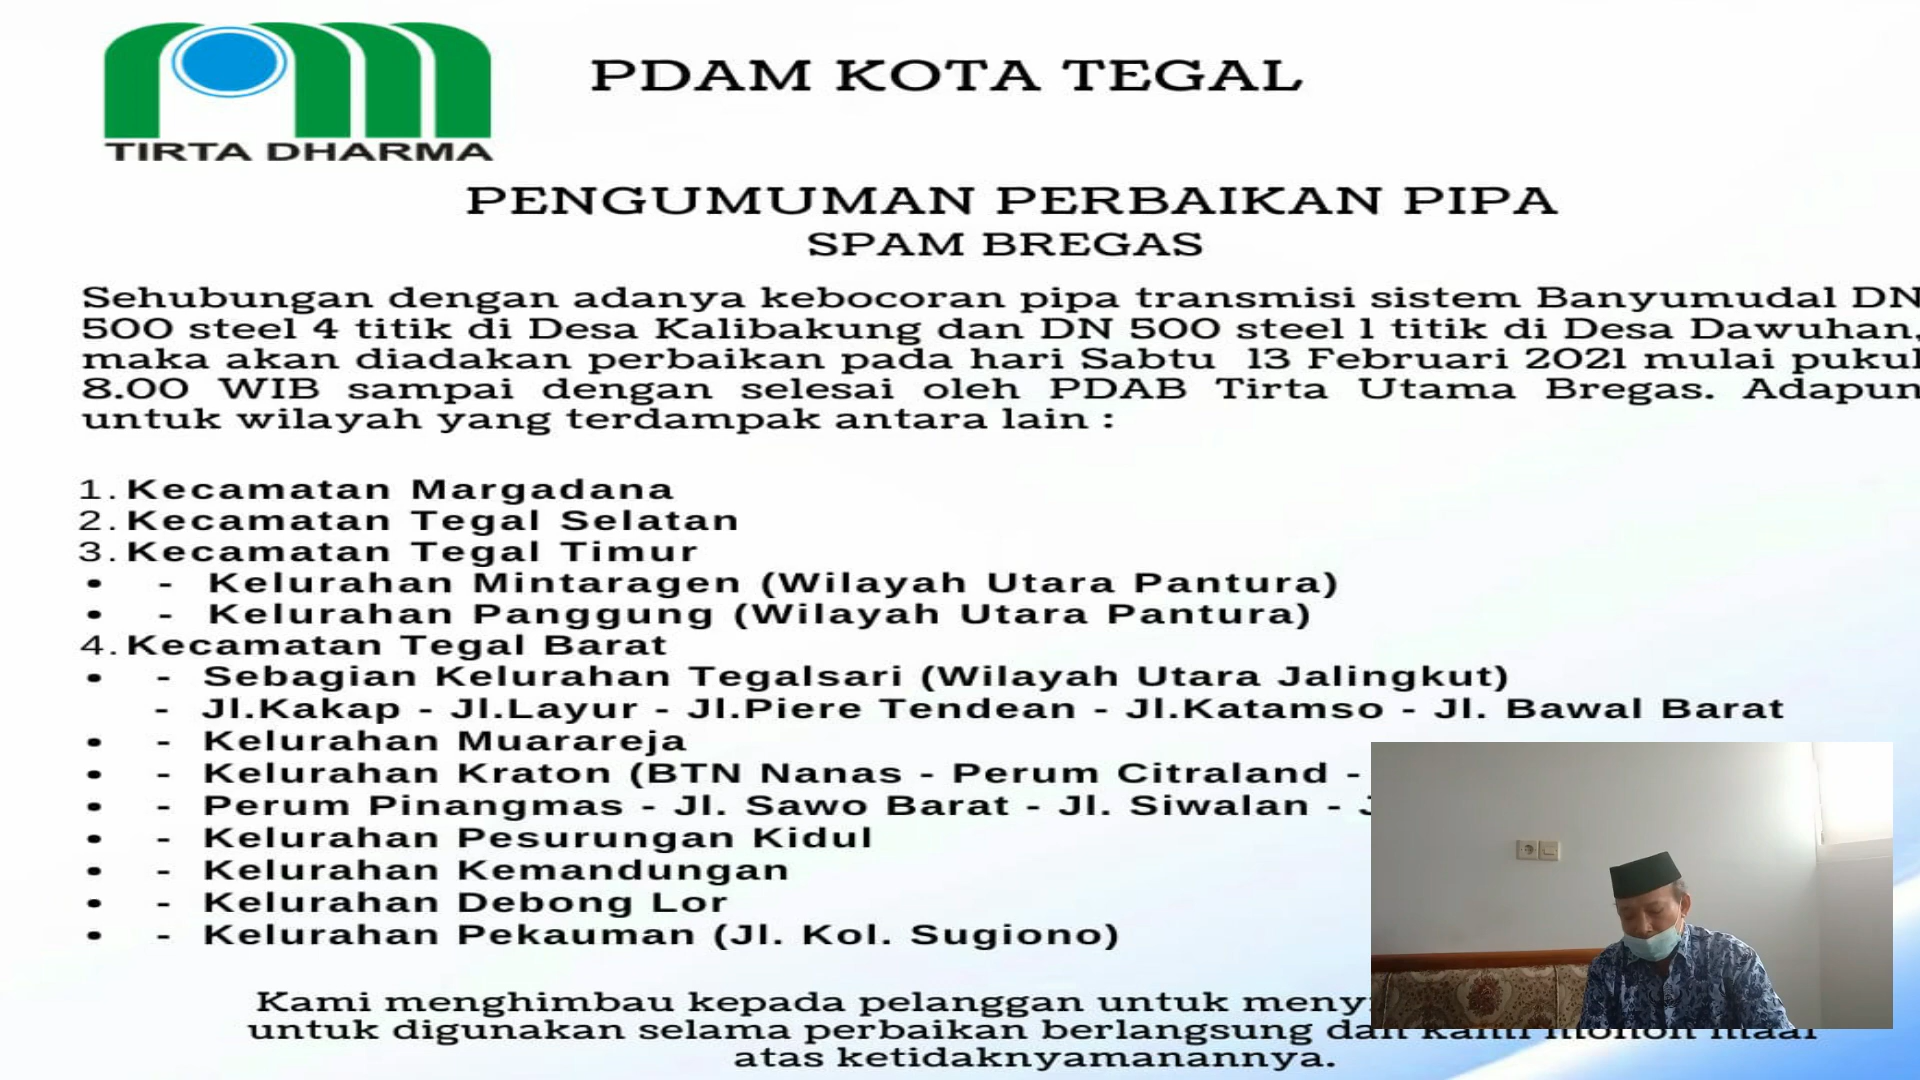 TIRTA DHARMA
PDAM KOTA TEGAL
PENGUMUMAN PERBAIKAN PIPA
SPAM BREGAS
Sehubungan dengan adanya kebocoran pipa transmisi sistem Banyumudal DN
500 steel 4 titik di Desa Kalibakung dan DN 500 steel 1 titik di Desa Dawuhan,
maka akan diadakan perbaikan pada hari Sabtu 13 Februari 2021 mulai pukul
8.00 WIB sampai dengan selesai oleh PDAB Tirta Utama Bregas. Adapun
untuk wilayah yang terdampak antara lain :
1. Kecamatan Margadana
2. Kecamatan Tegal Selatan
3. Kecamatan Tegal Timur
• - Kelurahan Mintaragen (Wilayah Utara Pantura)
• - Kelurahan Panggung (Wilayah Utara Pantura)
4. Kecamatan Tegal Barat
• - Sebagian Kelurahan Tegalsari (Wilayah Utara Jalingkut)
- Jl.Kakap - Jl.Layur - Jl.Piere Tendean - Jl.Katamso - Jl. Bawal Barat
• - Kelurahan Muarareja
• - Kelurahan Kraton (BTN Nanas - Perum Citraland -
• - Perum Pinangmas - Jl. Sawo Barat - Jl. Siwalan -
• - Kelurahan Pesurungan Kidul
• - Kelurahan Kemandungan
• - Kelurahan Debong Lor
• - Kelurahan Pekauman (Jl. Kol. Sugiono)
Kami menghimbau kepada pelanggan untuk
untuk digunakan selama perbaikan berlangsung dan kami mohon maaf
atas ketidaknyamanannya.